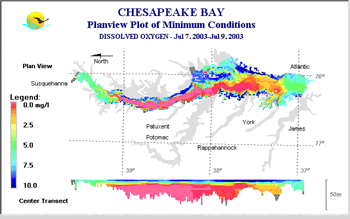 CHESAPEAKE BAY
Planview Plot of Minimum Conditions
DISSOLVED OXYGEN - Jul 7, 2003-Jul 9, 2003
North
Plan View
Atlantic
Susquehanna
76°
Legend:
0.0 mg/l
2.5
5.0
7.5
10.0
Patuxent
Potomac
Rappahannock
York
James
77°
39°
38°
37°
Center Transect
50m